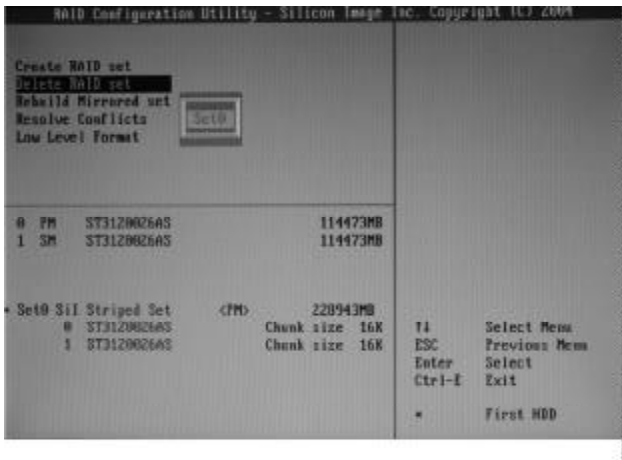 RAID Configuration Utility - Silicon Image Inc. Copyright (C) 2004
Create RAID set
Delete RAID set
Rebuild Mirrored set
Resolve Conflicts
Low Level Format
Set0
0 PM ST3120026AS 114473MB
1 SM ST3120026AS 114473MB
* Set0 SiI Striped Set <PM> 228943MB
0 ST3120026AS Chunk size 16K
1 ST3120026AS Chunk size 16K
↑↓ Select Menu
ESC Previous Menu
Enter Select
Ctrl-E Exit
* First HDD